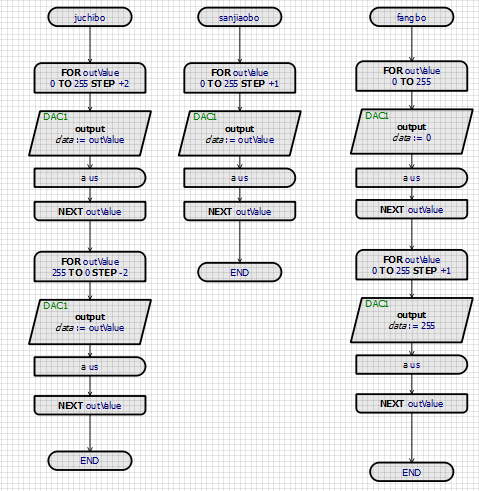 juchibo
FOR outValue
0 TO 255 STEP +2
DAC1
output
data := outValue
a us
NEXT outValue
FOR outValue
255 TO 0 STEP -2
DAC1
output
data := outValue
a us
NEXT outValue
END
sanjiaobo
FOR outValue
0 TO 255 STEP +1
DAC1
output
data := outValue
a us
NEXT outValue
END
fangbo
FOR outValue
0 TO 255
DAC1
output
data := 0
a us
NEXT outValue
FOR outValue
0 TO 255 STEP +1
DAC1
output
data := 255
a us
NEXT outValue
END